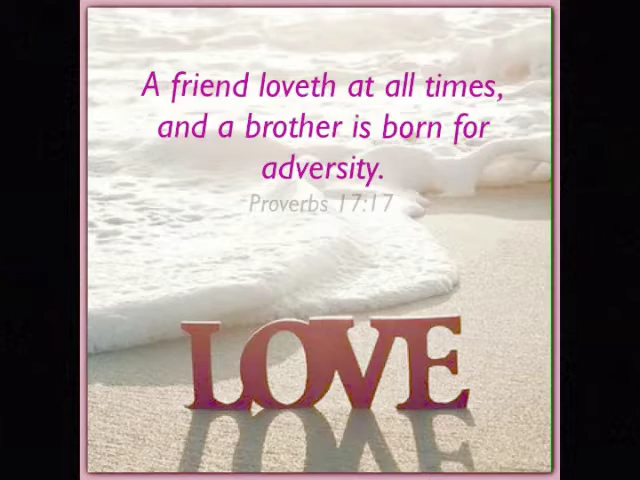 A friend loveth at all times,
and a brother is born for
adversity.
Proverbs 17:17
LOVE